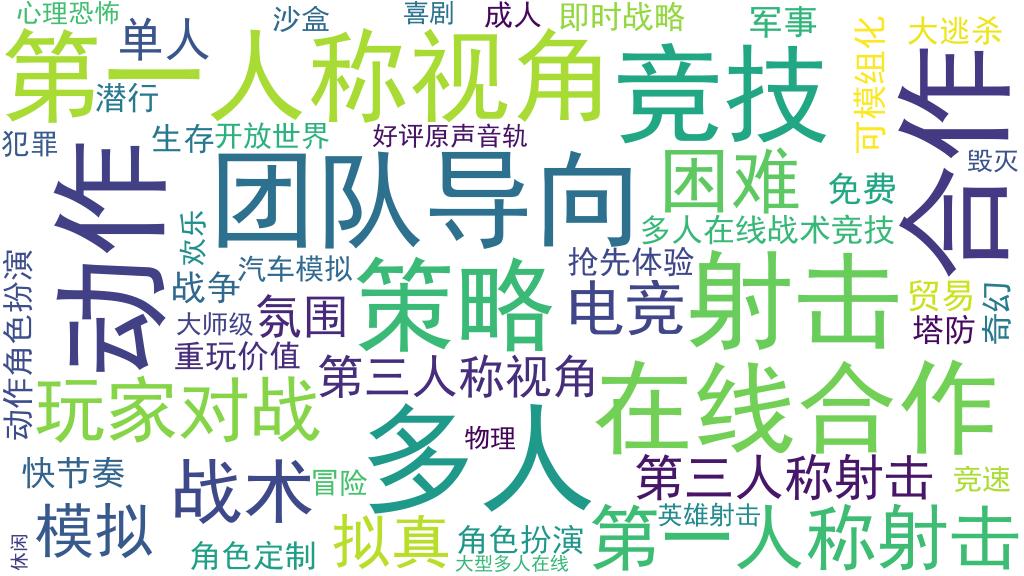 心理恐怖
沙盒
喜剧
成人
即时战略
军事
大逃杀
单人
第一人称视角
竞技
可模组化
合作
潜行
犯罪
生存
开放世界
好评原声音轨
毁灭
动作
团队导向
困难
免费
欢乐
多人在线战术竞技
动作角色扮演
战争
汽车模拟
策略
抢先体验
射击
贸易
奇幻
大师级
氛围
电竞
塔防
重玩价值
第三人称视角
玩家对战
在线合作
多人
物理
快节奏
战术
冒险
第三人称射击
竞速
模拟
拟真
角色扮演
第一人称射击
英雄射击
休闲
角色定制
大型多人在线